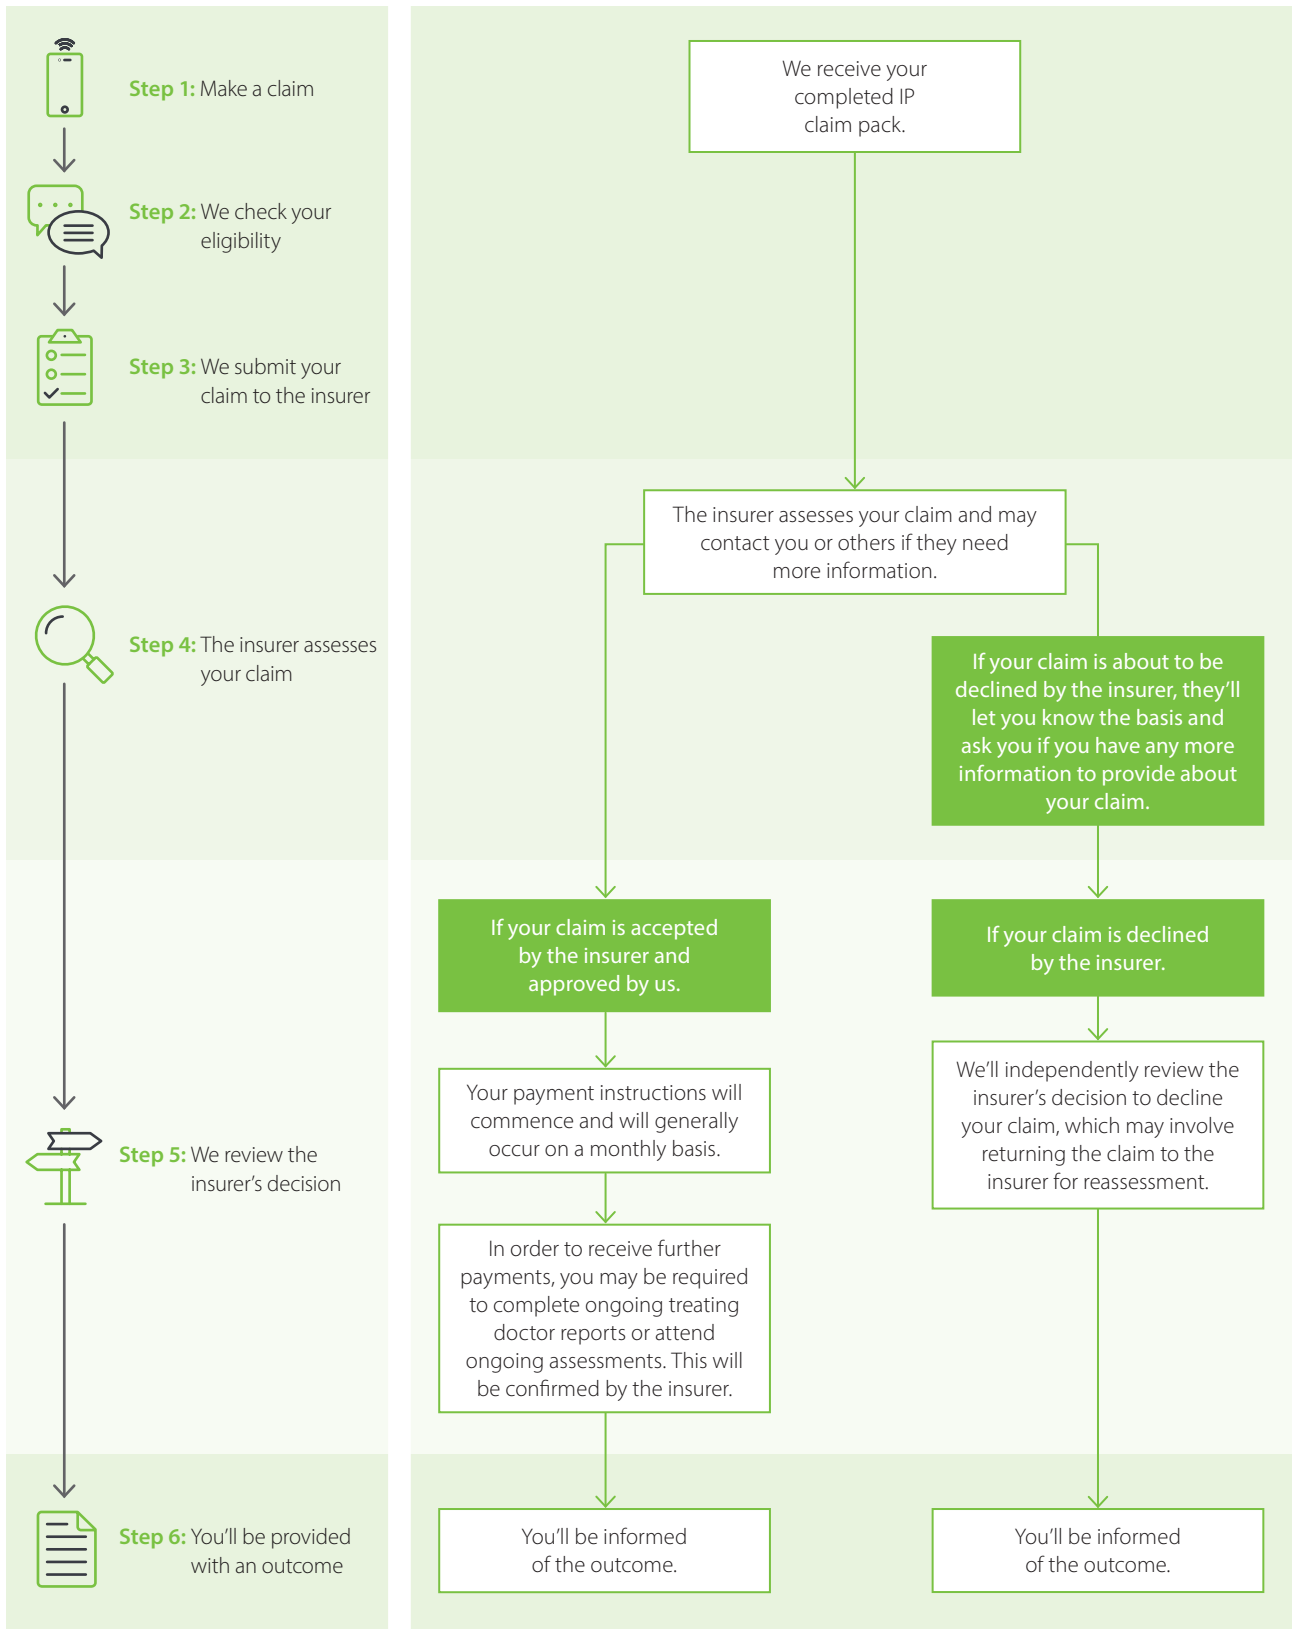 Step 1: Make a claim
Step 2: We check your
eligibility
Step 3: We submit your
claim to the insurer
Step 4: The insurer assesses
your claim
Step 5: We review the
insurer’s decision
Step 6: You’ll be provided
with an outcome
We receive your
completed IP
claim pack.
The insurer assesses your claim and may
contact you or others if they need
more information.
If your claim is about to be
declined by the insurer, they’ll
let you know the basis and
ask you if you have any more
information to provide about
your claim.
If your claim is accepted
by the insurer and
approved by us.
Your payment instructions will
commence and will generally
occur on a monthly basis.
In order to receive further
payments, you may be required
to complete ongoing treating
doctor reports or attend
ongoing assessments. This will
be confirmed by the insurer.
You’ll be informed
of the outcome.
If your claim is declined
by the insurer.
We’ll independently review the
insurer’s decision to decline
your claim, which may involve
returning the claim to the
insurer for reassessment.
You’ll be informed
of the outcome.